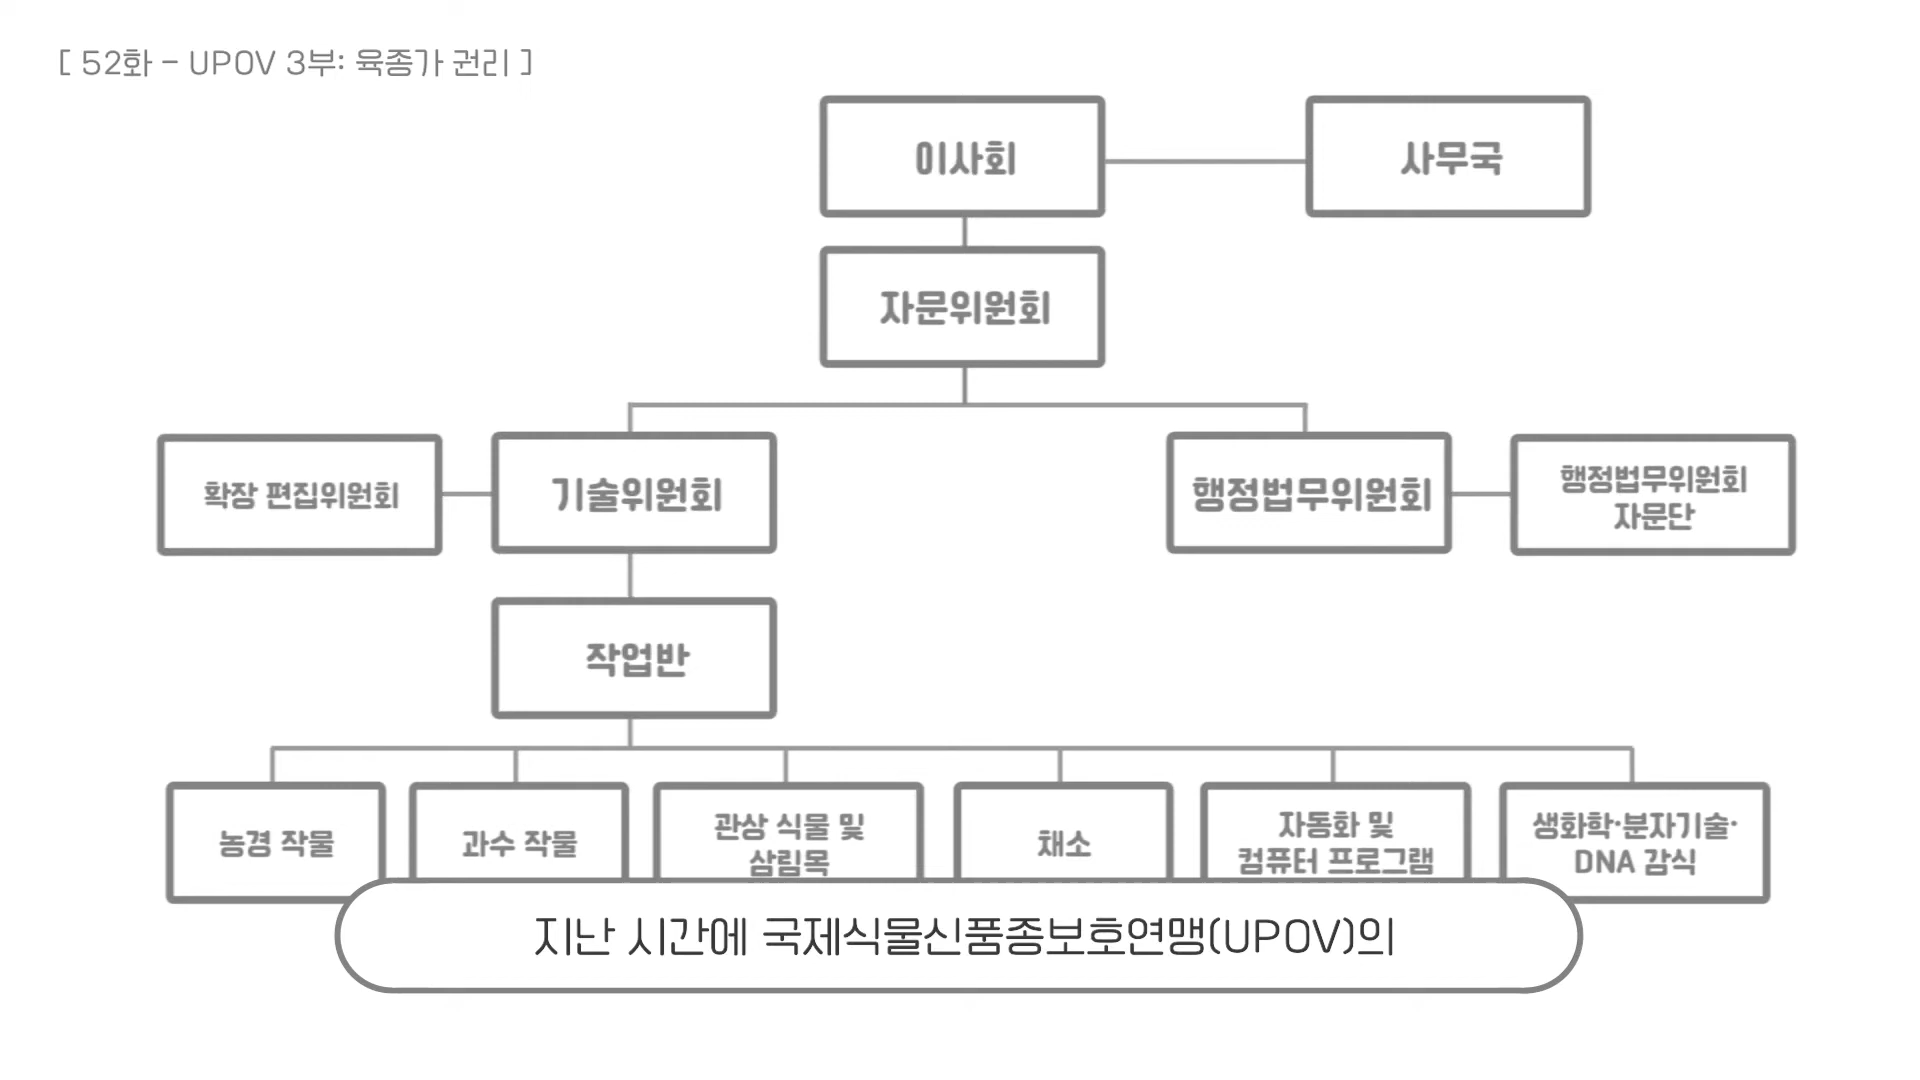 [ 52화 - UPOV 3부: 육종가 권리 ]
이사회
사무국
자문위원회
확장 편집위원회
기술위원회
행정법무위원회
행정법무위원회
자문단
작업반
농경 작물
과수 작물
관상 식물 및
삼림목
채소
자동화 및
컴퓨터 프로그램
생화학·분자기술·
DNA 감식
지난 시간에 국제식물신품종보호연맹(UPOV)의